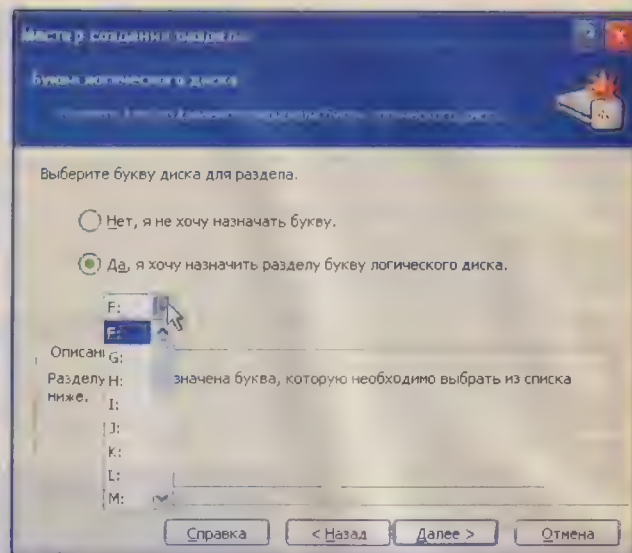 Мастер создания раздела
Буква логического диска
Выберите букву диска для раздела.
Нет, я не хочу назначать букву.
Да, я хочу назначить разделу букву логического диска.
F:
F:
G:
H:
I:
J:
K:
L:
M:
Описани
Разделу значена буква, которую необходимо выбрать из списка
ниже.
Справка < Назад Далее > Отмена